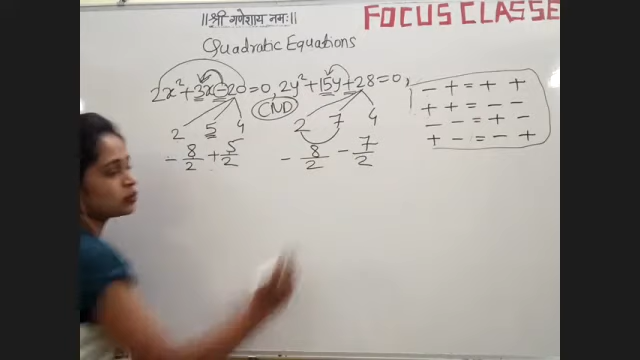 ||श्री गणेशाय नमः||
FOCUS CLASSE
Quadratic Equations
2x² + 3x - 20 = 0, 2y² + 15y + 28 = 0,
CND
2 5 4
2 7 4
- 8/2 + 5/2
- 8/2 - 7/2
- + = + +
+ + = - -
- - = + -
+ - = - +